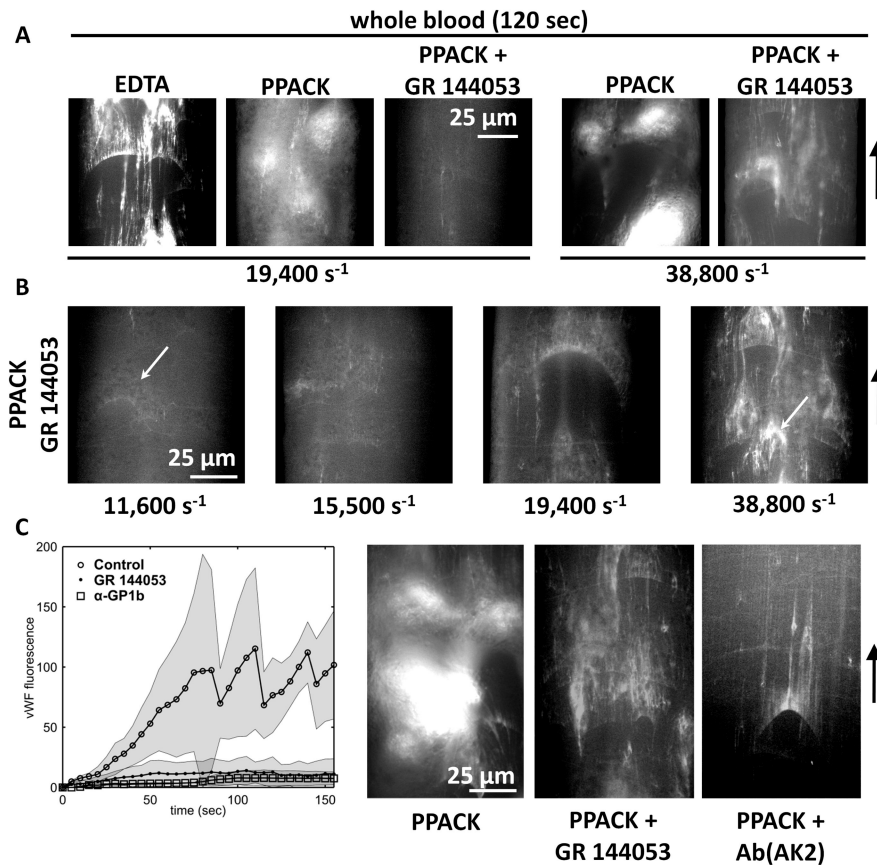 A
whole blood (120 sec)
EDTA
PPACK
PPACK +
GR 144053
PPACK
PPACK +
GR 144053
25 µm
19,400 s-1
38,800 s-1
B
PPACK
GR 144053
25 µm
11,600 s-1
15,500 s-1
19,400 s-1
38,800 s-1
C
200
150
100
50
0
vWF fluorescence
Control
GR 144053
α-GP1b
0
50
100
150
time (sec)
25 µm
PPACK
PPACK +
GR 144053
PPACK +
Ab(AK2)